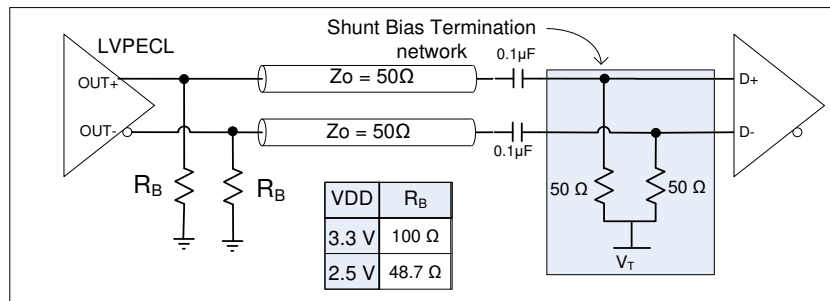 Shunt Bias Termination
network
LVPECL
0.1µF
OUT+
Zo = 50Ω
D+
OUT-
Zo = 50Ω
D-
0.1µF
RB
RB
50 Ω
50 Ω
VDD RB
3.3 V 100 Ω
2.5 V 48.7 Ω
VT